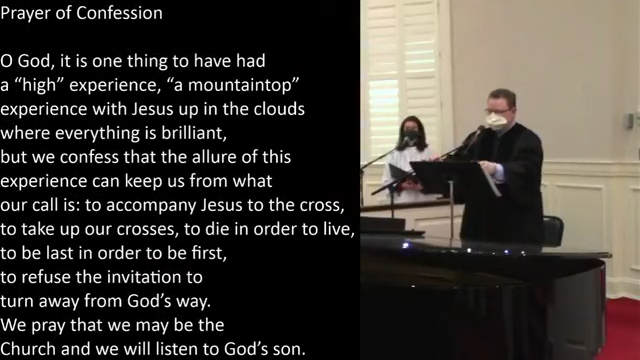 Prayer of Confession
O God, it is one thing to have had
a “high” experience, “a mountaintop”
experience with Jesus up in the clouds
where everything is brilliant,
but we confess that the allure of this
experience can keep us from what
our call is: to accompany Jesus to the cross,
to take up our crosses, to die in order to live,
to be last in order to be first,
to refuse the invitation to
turn away from God’s way.
We pray that we may be the
Church and we will listen to God’s son.